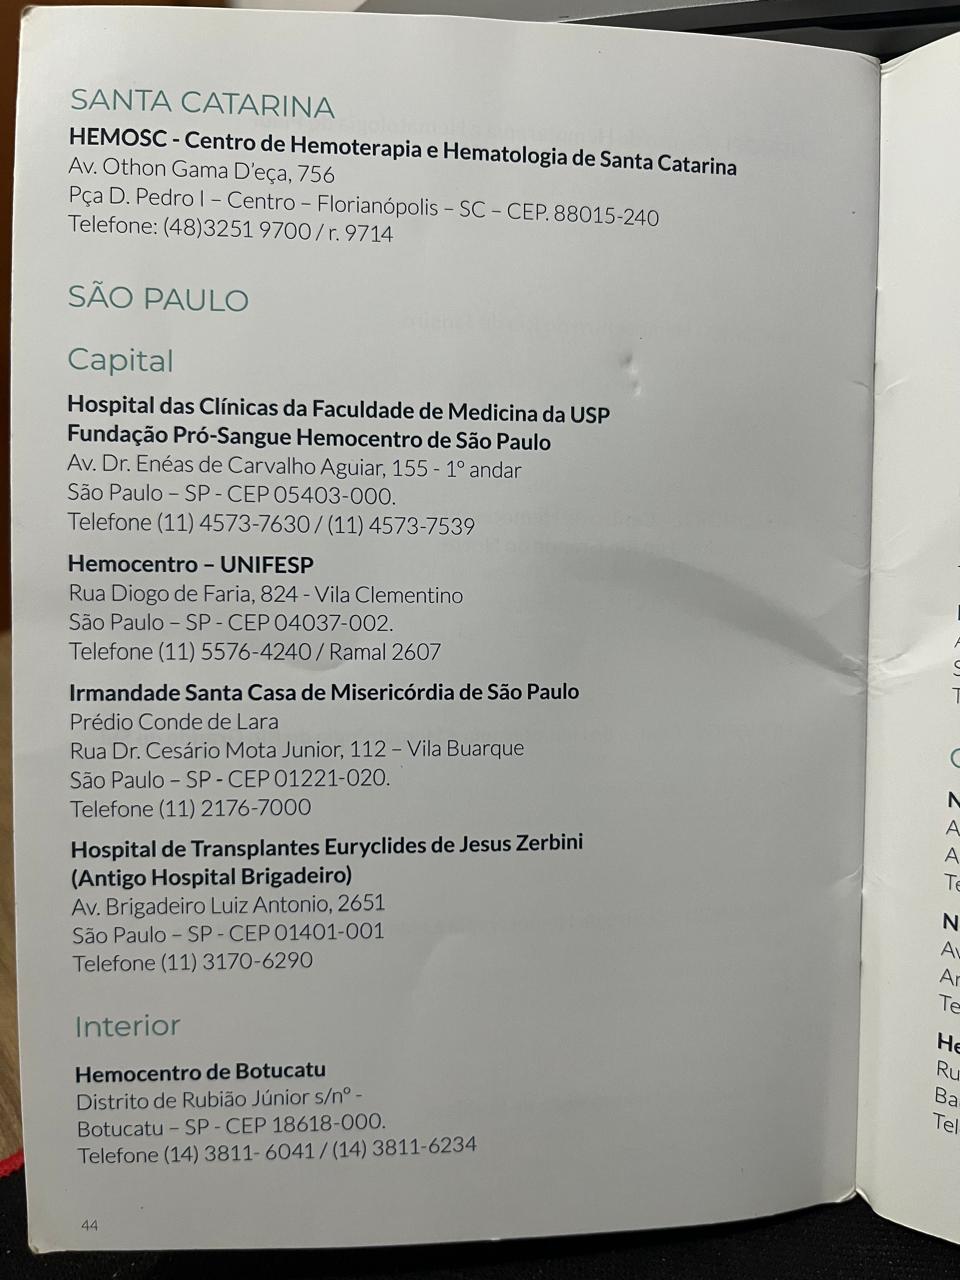 SANTA CATARINA
HEMOSC - Centro de Hemoterapia e Hematologia de Santa Catarina
Av. Othon Gama D'eça, 756
Pça D. Pedro I – Centro – Florianópolis – SC – CEP. 88015-240
Telefone: (48)3251 9700 / r. 9714
SÃO PAULO
Capital
Hospital das Clínicas da Faculdade de Medicina da USP
Fundação Pró-Sangue Hemocentro de São Paulo
Av. Dr. Enéas de Carvalho Aguiar, 155 - 1º andar
São Paulo – SP - CEP 05403-000.
Telefone (11) 4573-7630 / (11) 4573-7539
Hemocentro – UNIFESP
Rua Diogo de Faria, 824 - Vila Clementino
São Paulo – SP - CEP 04037-002.
Telefone (11) 5576-4240 / Ramal 2607
Irmandade Santa Casa de Misericórdia de São Paulo
Prédio Conde de Lara
Rua Dr. Cesário Mota Junior, 112 – Vila Buarque
São Paulo – SP - CEP 01221-020.
Telefone (11) 2176-7000
Hospital de Transplantes Euryclides de Jesus Zerbini
(Antigo Hospital Brigadeiro)
Av. Brigadeiro Luiz Antonio, 2651
São Paulo – SP - CEP 01401-001
Telefone (11) 3170-6290
Interior
Hemocentro de Botucatu
Distrito de Rubião Júnior s/nº -
Botucatu – SP - CEP 18618-000.
Telefone (14) 3811- 6041 / (14) 3811-6234
44